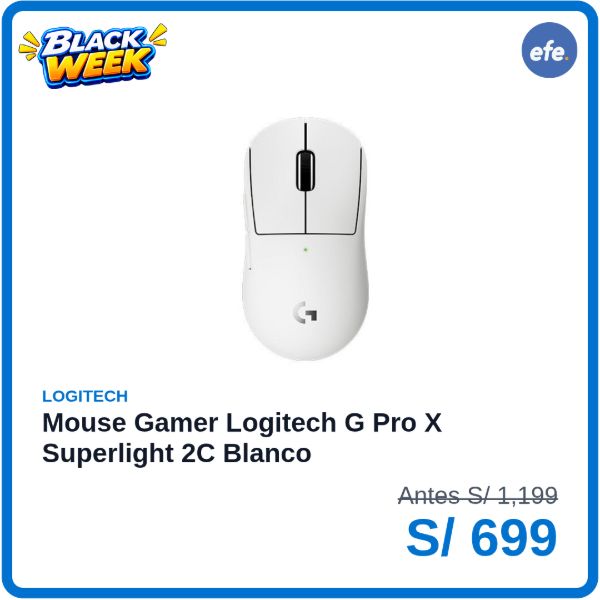 BLACK
WEEK
efe.
LOGITECH
Mouse Gamer Logitech G Pro X
Superlight 2C Blanco
Antes S/ 1,199
S/ 699